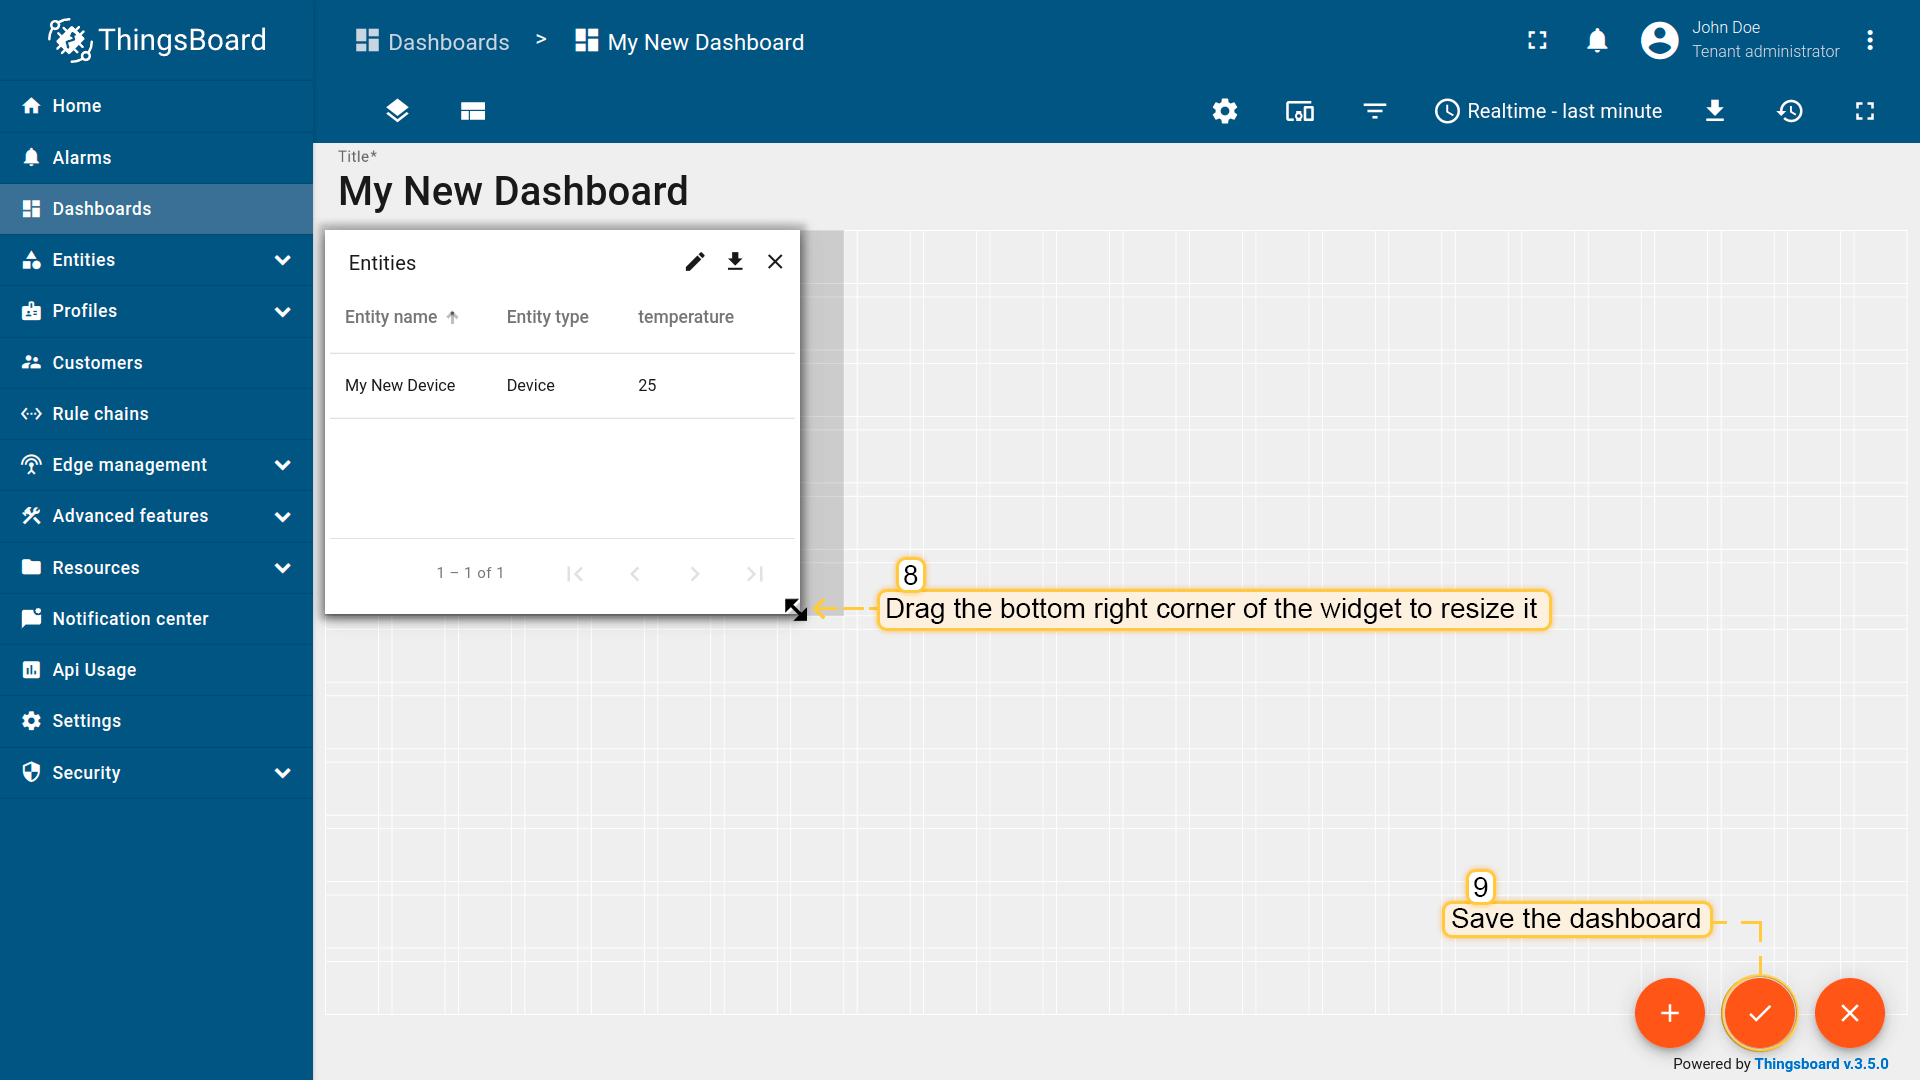 ThingsBoard
Dashboards > My New Dashboard
John Doe
Tenant administrator
Realtime - last minute
Home
Alarms
Dashboards
Entities
Profiles
Customers
Rule chains
Edge management
Advanced features
Resources
Notification center
Api Usage
Settings
Security
Title*
My New Dashboard
Entities
Entity name Entity type temperature
My New Device Device 25
1 – 1 of 1
8
Drag the bottom right corner of the widget to resize it
9
Save the dashboard
Powered by Thingsboard v.3.5.0